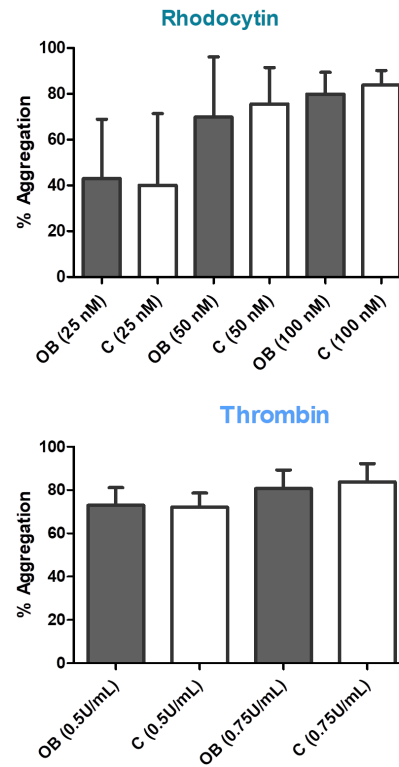 Rhodocytin
% Aggregation
100
80
60
40
20
0
OB (25 nM)
C (25 nM)
OB (50 nM)
C (50 nM)
OB (100 nM)
C (100 nM)
Thrombin
% Aggregation
100
80
60
40
20
0
OB (0.5U/mL)
C (0.5U/mL)
OB (0.75U/mL)
C (0.75U/mL)